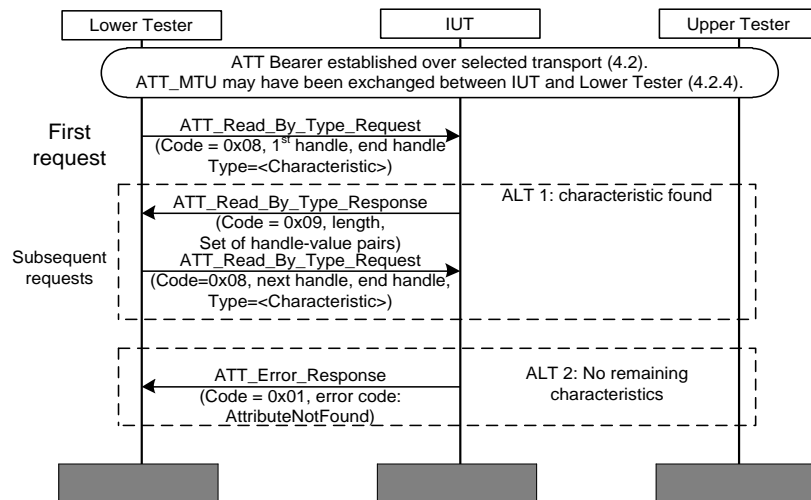 Lower Tester
IUT
Upper Tester
ATT Bearer established over selected transport (4.2).
ATT_MTU may have been exchanged between IUT and Lower Tester (4.2.4).
First
request
ATT_Read_By_Type_Request
(Code = 0x08, 1st handle, end handle
Type=<Characteristic>)
ALT 1: characteristic found
ATT_Read_By_Type_Response
(Code = 0x09, length,
Set of handle-value pairs)
Subsequent
requests
ATT_Read_By_Type_Request
(Code=0x08, next handle, end handle,
Type=<Characteristic>)
ATT_Error_Response
(Code = 0x01, error code:
AttributeNotFound)
ALT 2: No remaining
characteristics